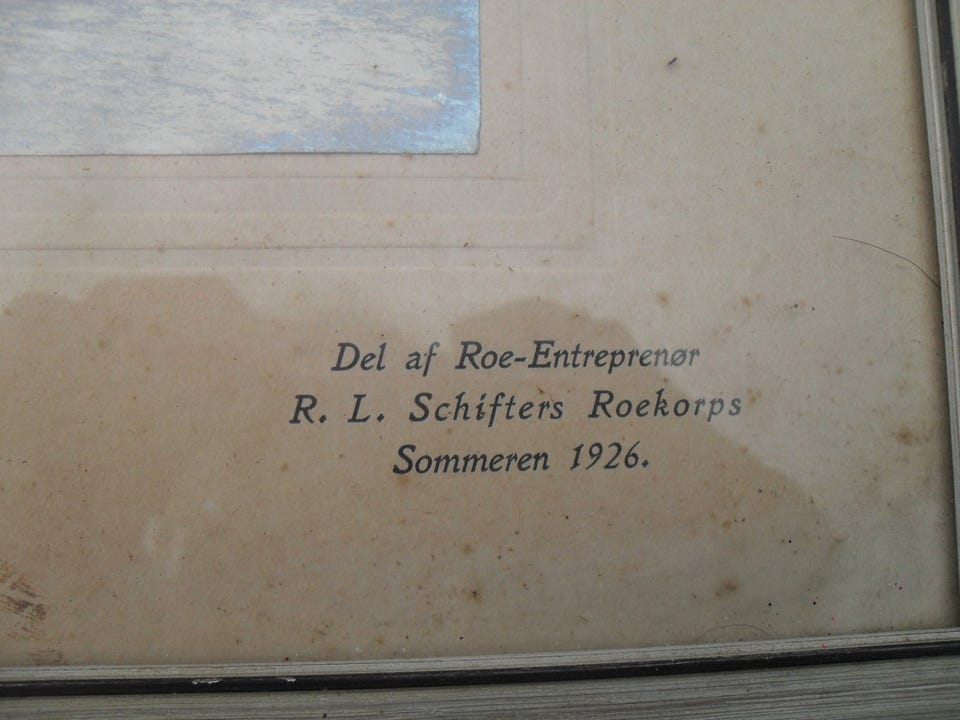 Del af Roe-Entreprenør
R. L. Schifters Roekorps
Sommeren 1926.